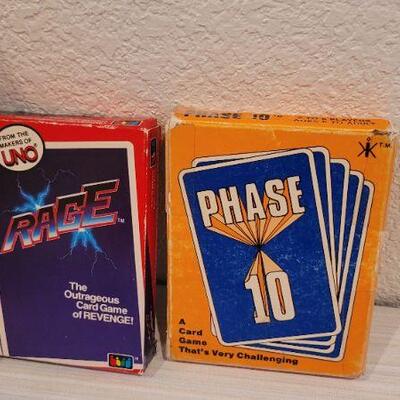 FROM THE
MAKERS OF
UNO
RAGE TM
The
Outrageous
Card Game
of REVENGE!
PHASE 10
T.M.
PHASE
10
A
Card
Game
That's Very Challenging